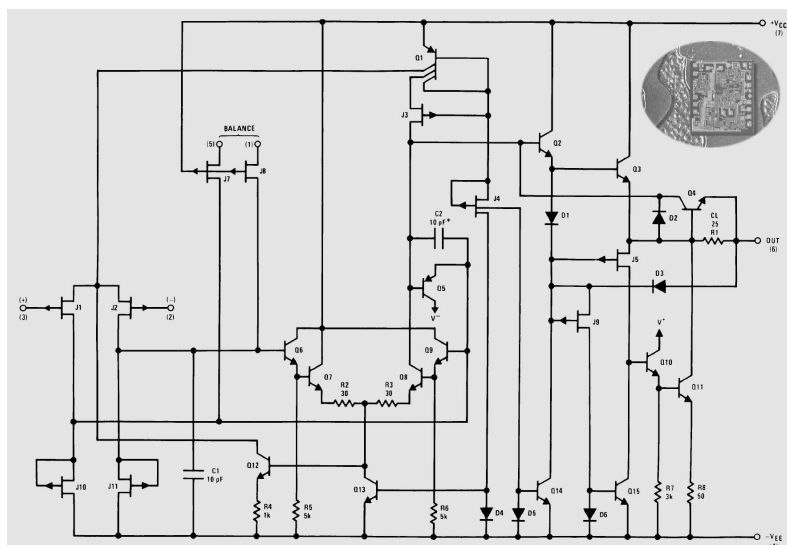 +VCC
(7)
Q1
J3
BALANCE
(5) (1)
J7 J8
Q2
Q3
Q4
J4
C2
10 pF*
D1
D2
CL
25
R1
OUT
(6)
J5
D3
Q5
V⁻
(+)
(3)
J1
J2
(−)
(2)
J9
V⁺
Q6
Q7
Q9
Q8
R2
30
R3
30
Q10
Q11
C1
10 pF
Q12
Q13
J10
J11
R4
1k
R5
5k
R6
5k
D4
D5
Q14
D6
Q15
R7
3k
R8
50
−VEE